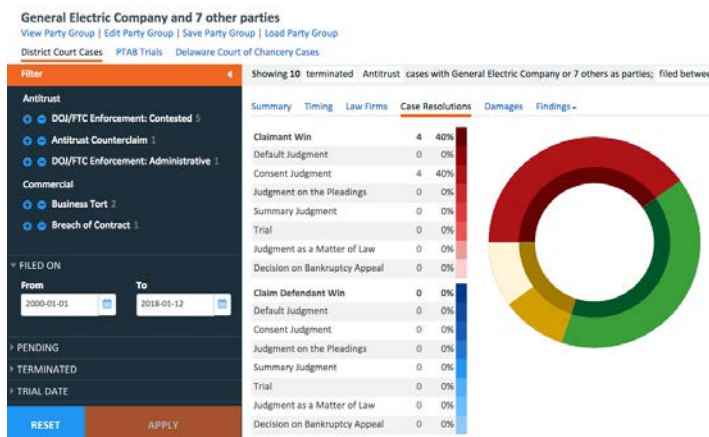 General Electric Company and 7 other parties
View Party Group | Edit Party Group | Save Party Group | Load Party Group
District Court Cases PTAB Trials Delaware Court of Chancery Cases
Filter
Showing 10 terminated Antitrust cases with General Electric Company or 7 others as parties; filed betwee
Antitrust
DOJ/FTC Enforcement: Contested 5
Antitrust Counterclaim 1
DOJ/FTC Enforcement: Administrative 1
Commercial
Business Tort 2
Breach of Contract 1
FILED ON
From To
2000-01-01 2018-01-12
PENDING
TERMINATED
TRIAL DATE
RESET APPLY
Summary Timing Law Firms Case Resolutions Damages Findings
Claimant Win 4 40%
Default Judgment 0 0%
Consent Judgment 4 40%
Judgment on the Pleadings 0 0%
Summary Judgment 0 0%
Trial 0 0%
Judgment as a Matter of Law 0 0%
Decision on Bankruptcy Appeal 0 0%
Claim Defendant Win 0 0%
Default Judgment 0 0%
Consent Judgment 0 0%
Judgment on the Pleadings 0 0%
Summary Judgment 0 0%
Trial 0 0%
Judgment as a Matter of Law 0 0%
Decision on Bankruptcy Appeal 0 0%